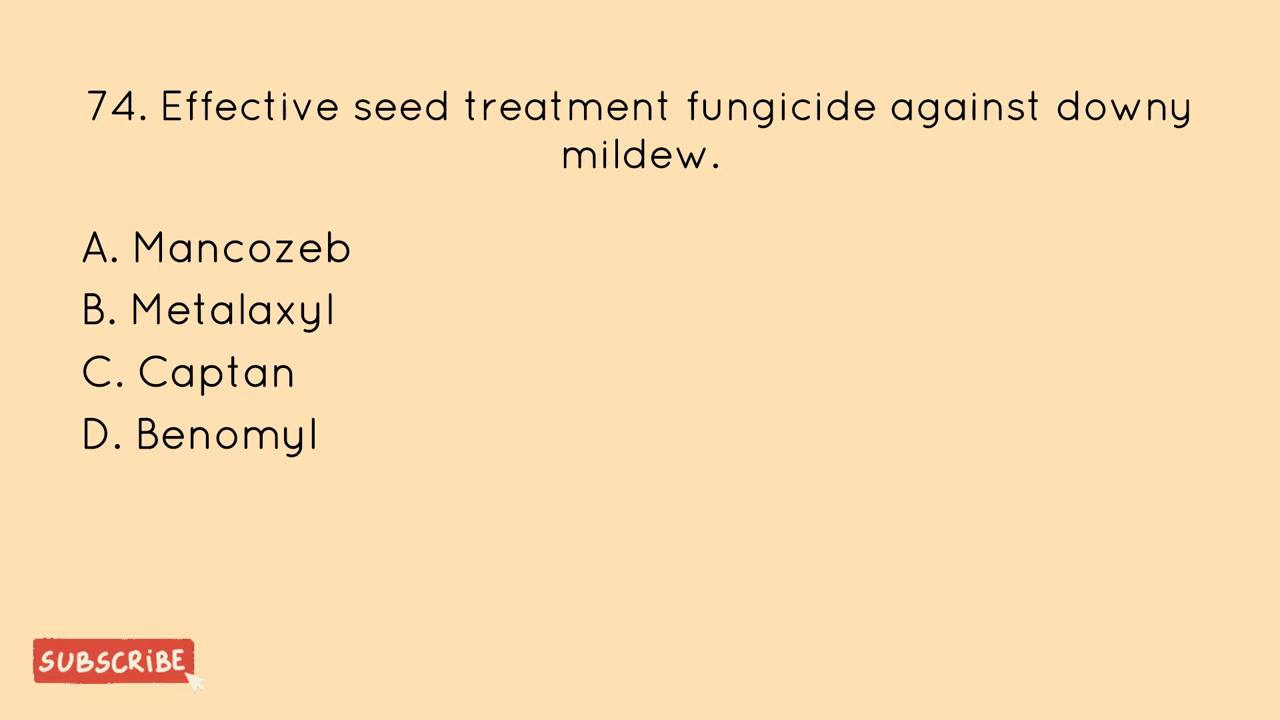 74. Effective seed treatment fungicide against downy
mildew.
A. Mancozeb
B. Metalaxyl
C. Captan
D. Benomyl
SUBSCRiBE